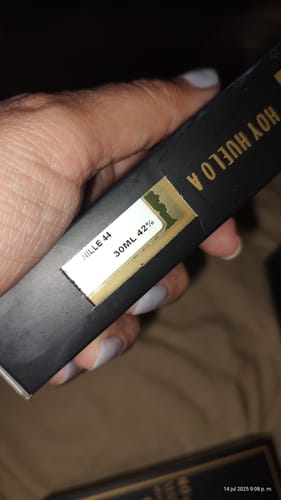 HOY HUELO A
NILLE 44
30ML 42%
14 jul 2025 9:08 p. m.